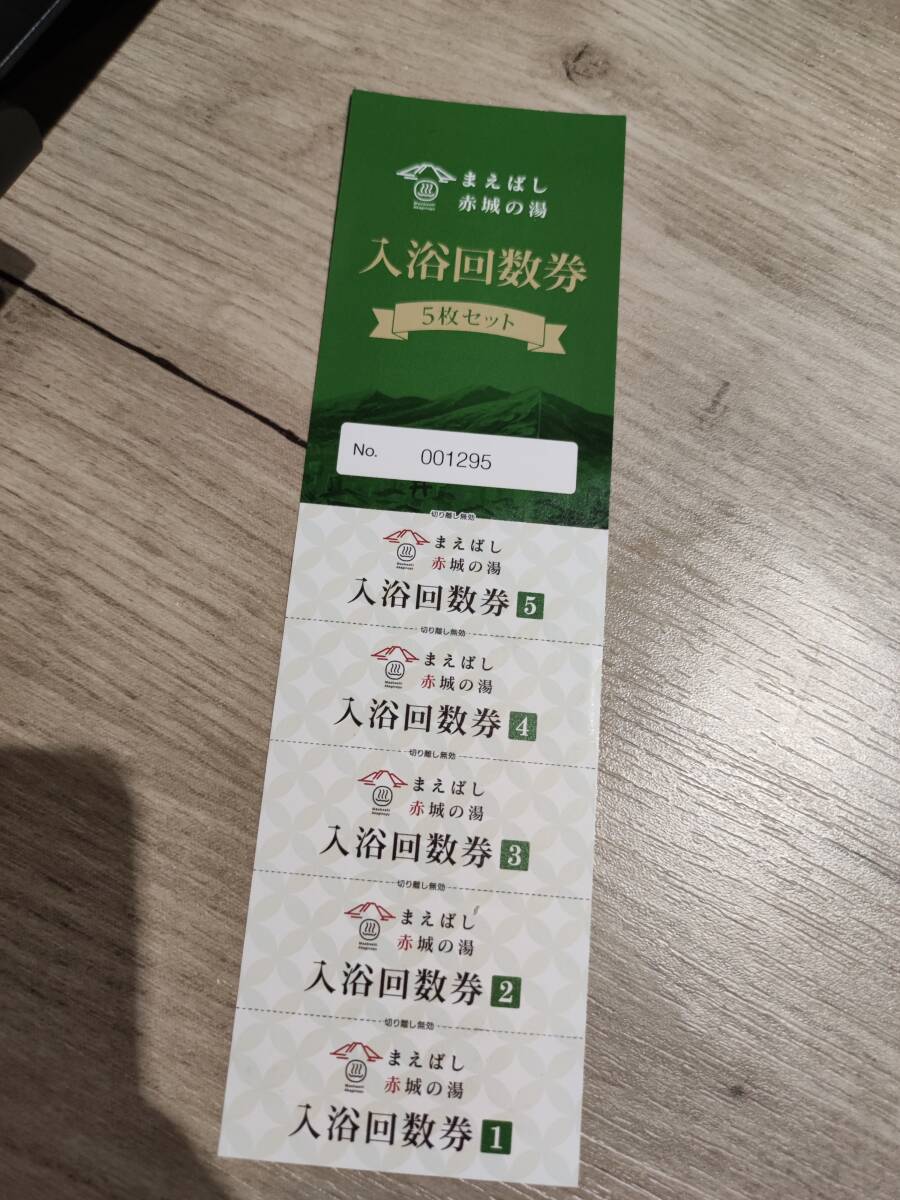 まえばし
赤城の湯
入浴回数券
5枚セット
No. 001295
切り離し無効
まえばし
赤城の湯
入浴回数券 5
切り離し無効
まえばし
赤城の湯
入浴回数券 4
切り離し無効
まえばし
赤城の湯
入浴回数券 3
切り離し無効
まえばし
赤城の湯
入浴回数券 2
切り離し無効
まえばし
赤城の湯
入浴回数券 1